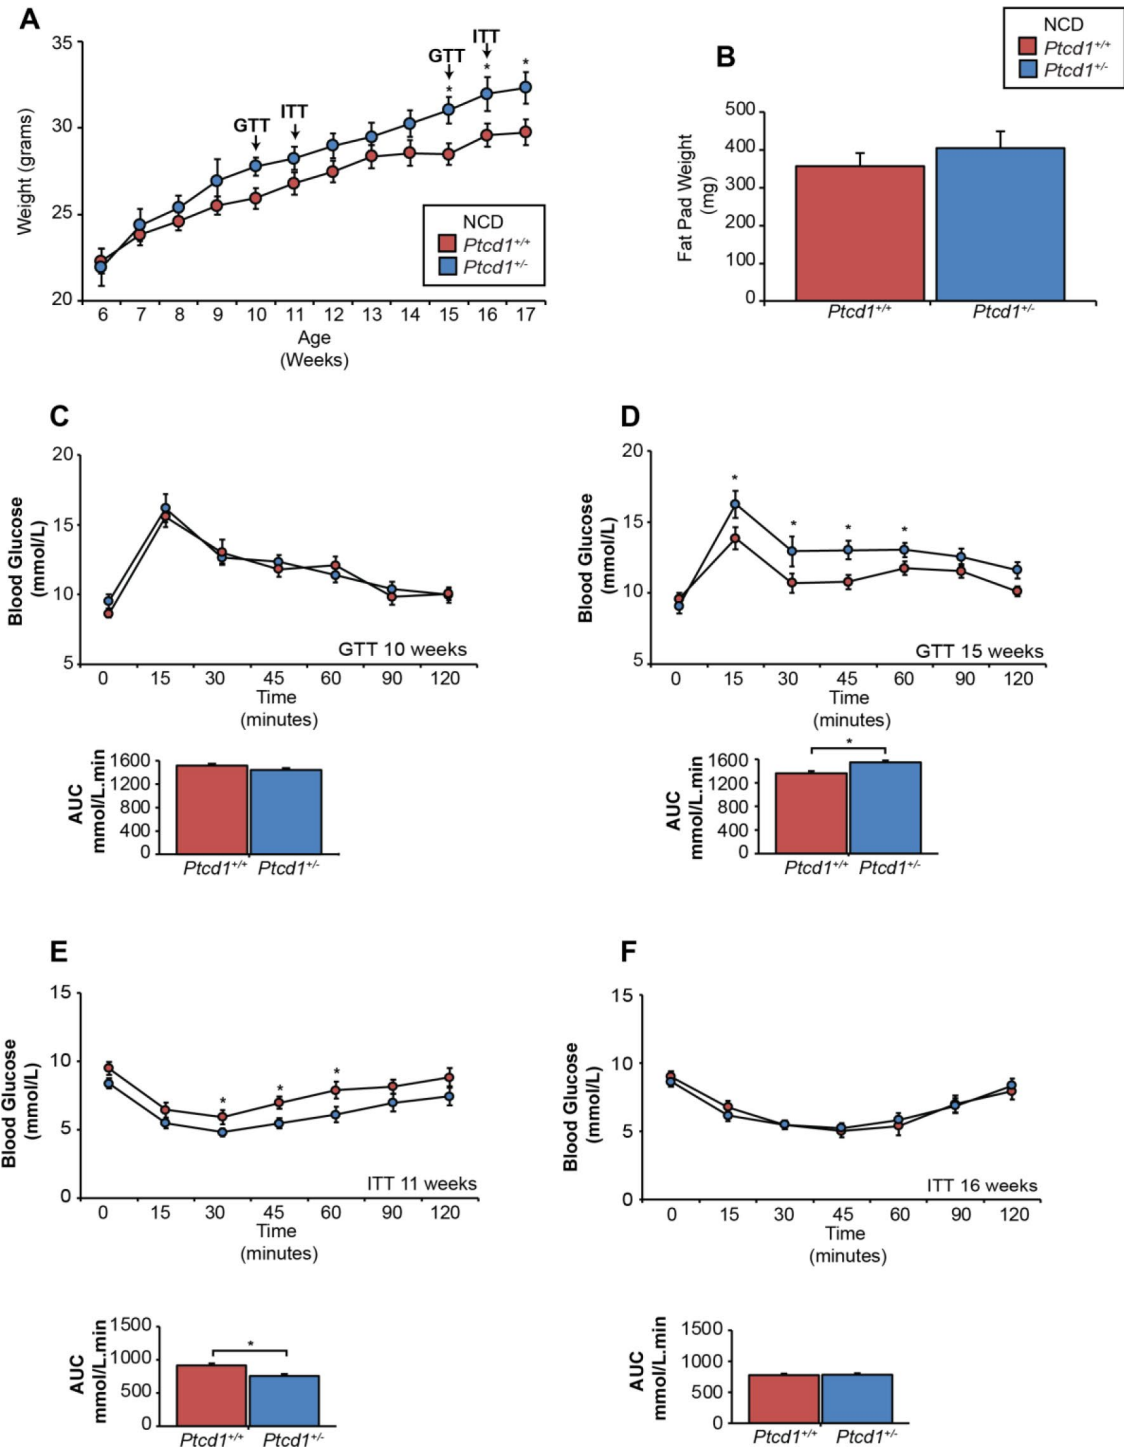 A
35
30
25
20
Weight (grams)
GTT
ITT
GTT
ITT
*
*
*
NCD
Ptcd1+/+
Ptcd1+/-
6 7 8 9 10 11 12 13 14 15 16 17
Age
(Weeks)
NCD
Ptcd1+/+
Ptcd1+/-
B
500
400
300
200
100
0
Fat Pad Weight
(mg)
Ptcd1+/+ Ptcd1+/-
C
20
15
10
5
Blood Glucose
(mmol/L)
GTT 10 weeks
0 15 30 45 60 90 120
Time
(minutes)
1600
1200
800
400
0
AUC
mmol/L.min
Ptcd1+/+ Ptcd1+/-
D
20
15
10
5
Blood Glucose
(mmol/L)
* * * *
GTT 15 weeks
0 15 30 45 60 90 120
Time
(minutes)
1600
1200
800
400
0
AUC
mmol/L.min
*
Ptcd1+/+ Ptcd1+/-
E
15
10
5
0
Blood Glucose
(mmol/L)
* * *
ITT 11 weeks
0 15 30 45 60 90 120
Time
(minutes)
1500
1000
500
0
AUC
mmol/L.min
*
Ptcd1+/+ Ptcd1+/-
F
15
10
5
0
Blood Glucose
(mmol/L)
ITT 16 weeks
0 15 30 45 60 90 120
Time
(minutes)
1500
1000
500
0
AUC
mmol/L.min
Ptcd1+/+ Ptcd1+/-